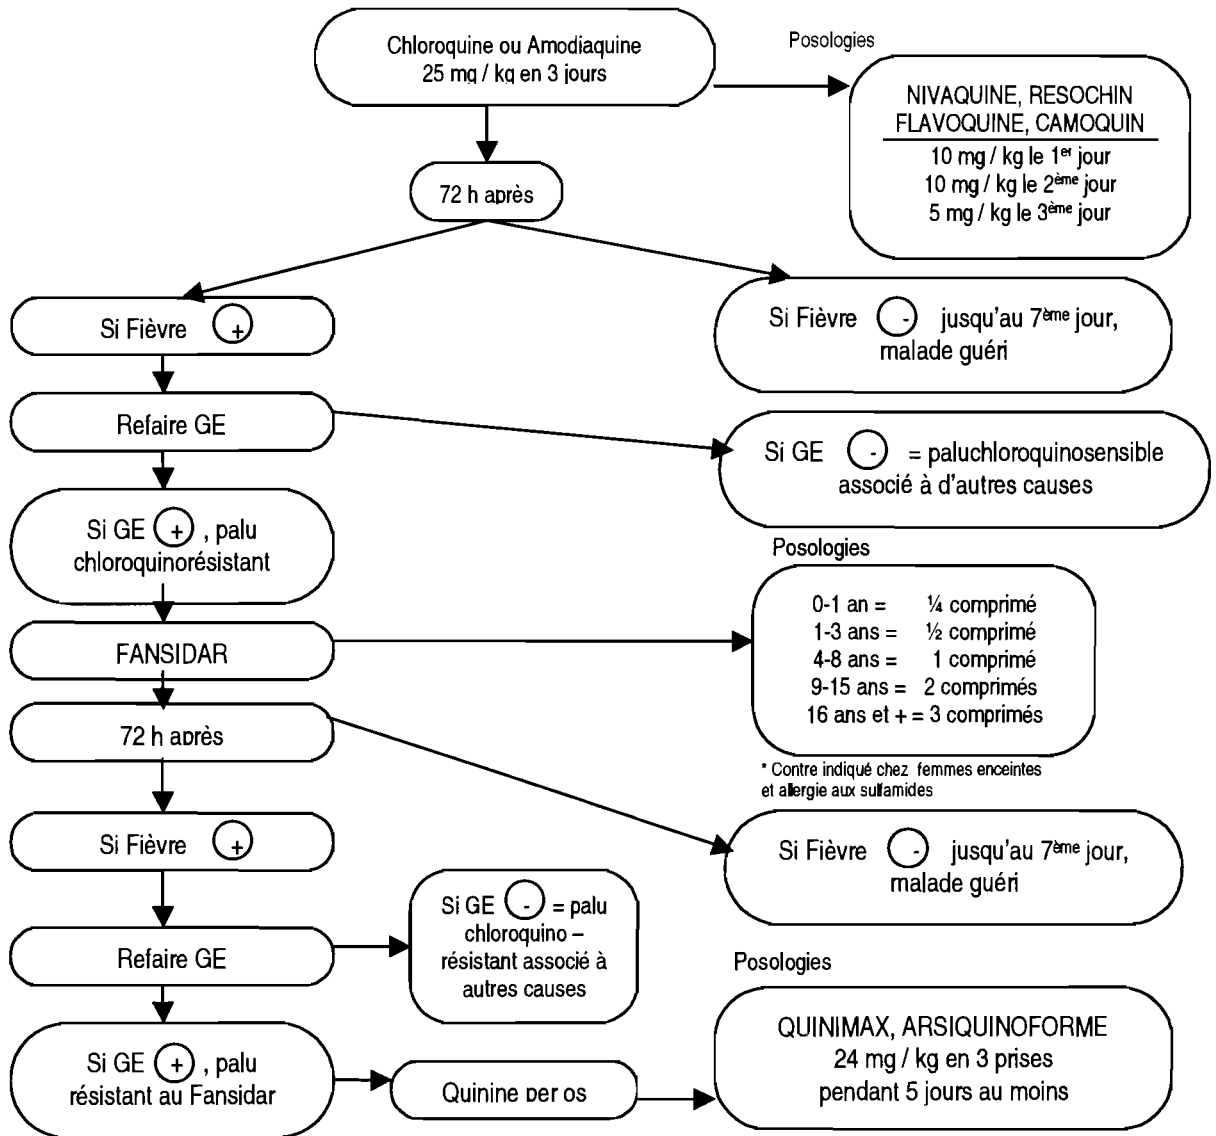 Chloroquine ou Amodiaquine
25 mg / kg en 3 jours
Posologies
NIVAQUINE, RESOCHIN
FLAVOQUINE, CAMOQUIN
10 mg / kg le 1er jour
10 mg / kg le 2ème jour
5 mg / kg le 3ème jour
72 h après
Si Fièvre +
Si Fièvre - jusqu'au 7ème jour,
malade guéri
Refaire GE
Si GE - = paluchloroquinosensible
associé à d'autres causes
Si GE + , palu
chloroquinorésistant
Posologies
0-1 an = ¼ comprimé
1-3 ans = ½ comprimé
4-8 ans = 1 comprimé
9-15 ans = 2 comprimés
16 ans et + = 3 comprimés
* Contre indiqué chez femmes enceintes
et allergie aux sulfamides
FANSIDAR
72 h après
Si Fièvre +
Si Fièvre - jusqu'au 7ème jour,
malade guéri
Refaire GE
Si GE - = palu
chloroquino –
résistant associé à
autres causes
Si GE + , palu
résistant au Fansidar
Quinine per os
Posologies
QUINIMAX, ARSIQUINOFORME
24 mg / kg en 3 prises
pendant 5 jours au moins